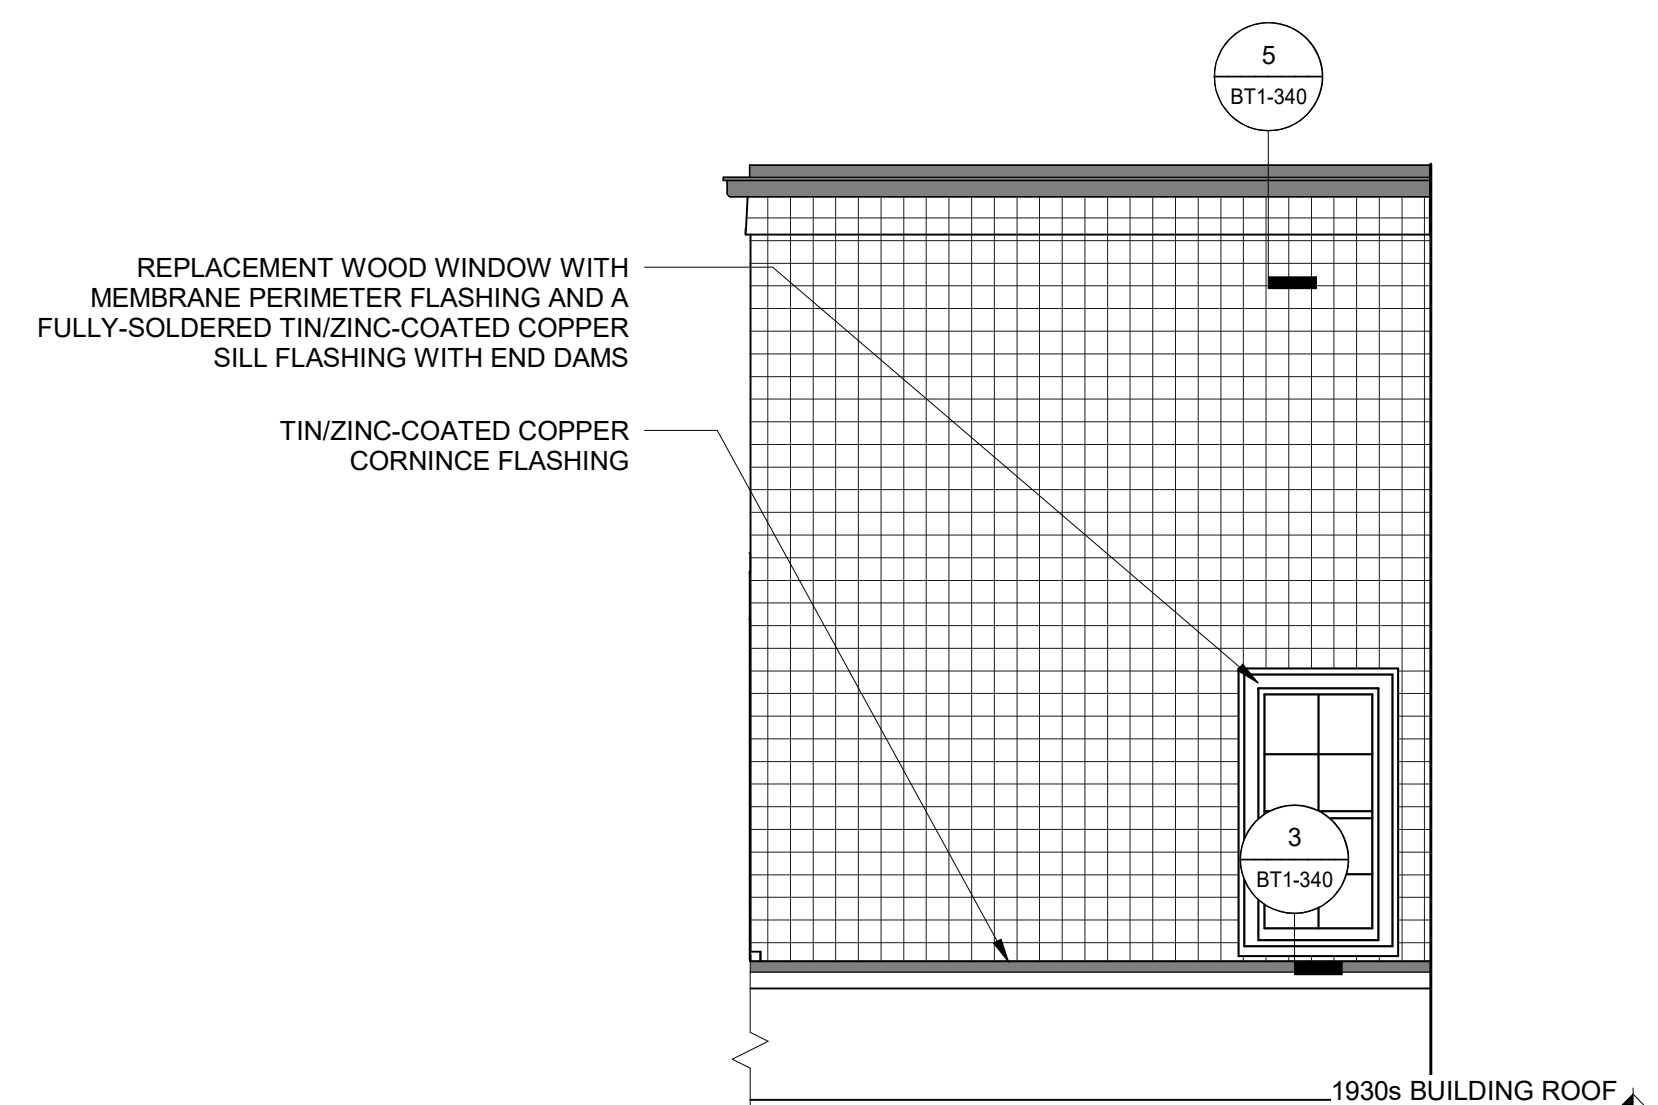 5
BT1-340
REPLACEMENT WOOD WINDOW WITH
MEMBRANE PERIMETER FLASHING AND A
FULLY-SOLDERED TIN/ZINC-COATED COPPER
SILL FLASHING WITH END DAMS
TIN/ZINC-COATED COPPER
CORNINCE FLASHING
3
BT1-340
1930s BUILDING ROOF